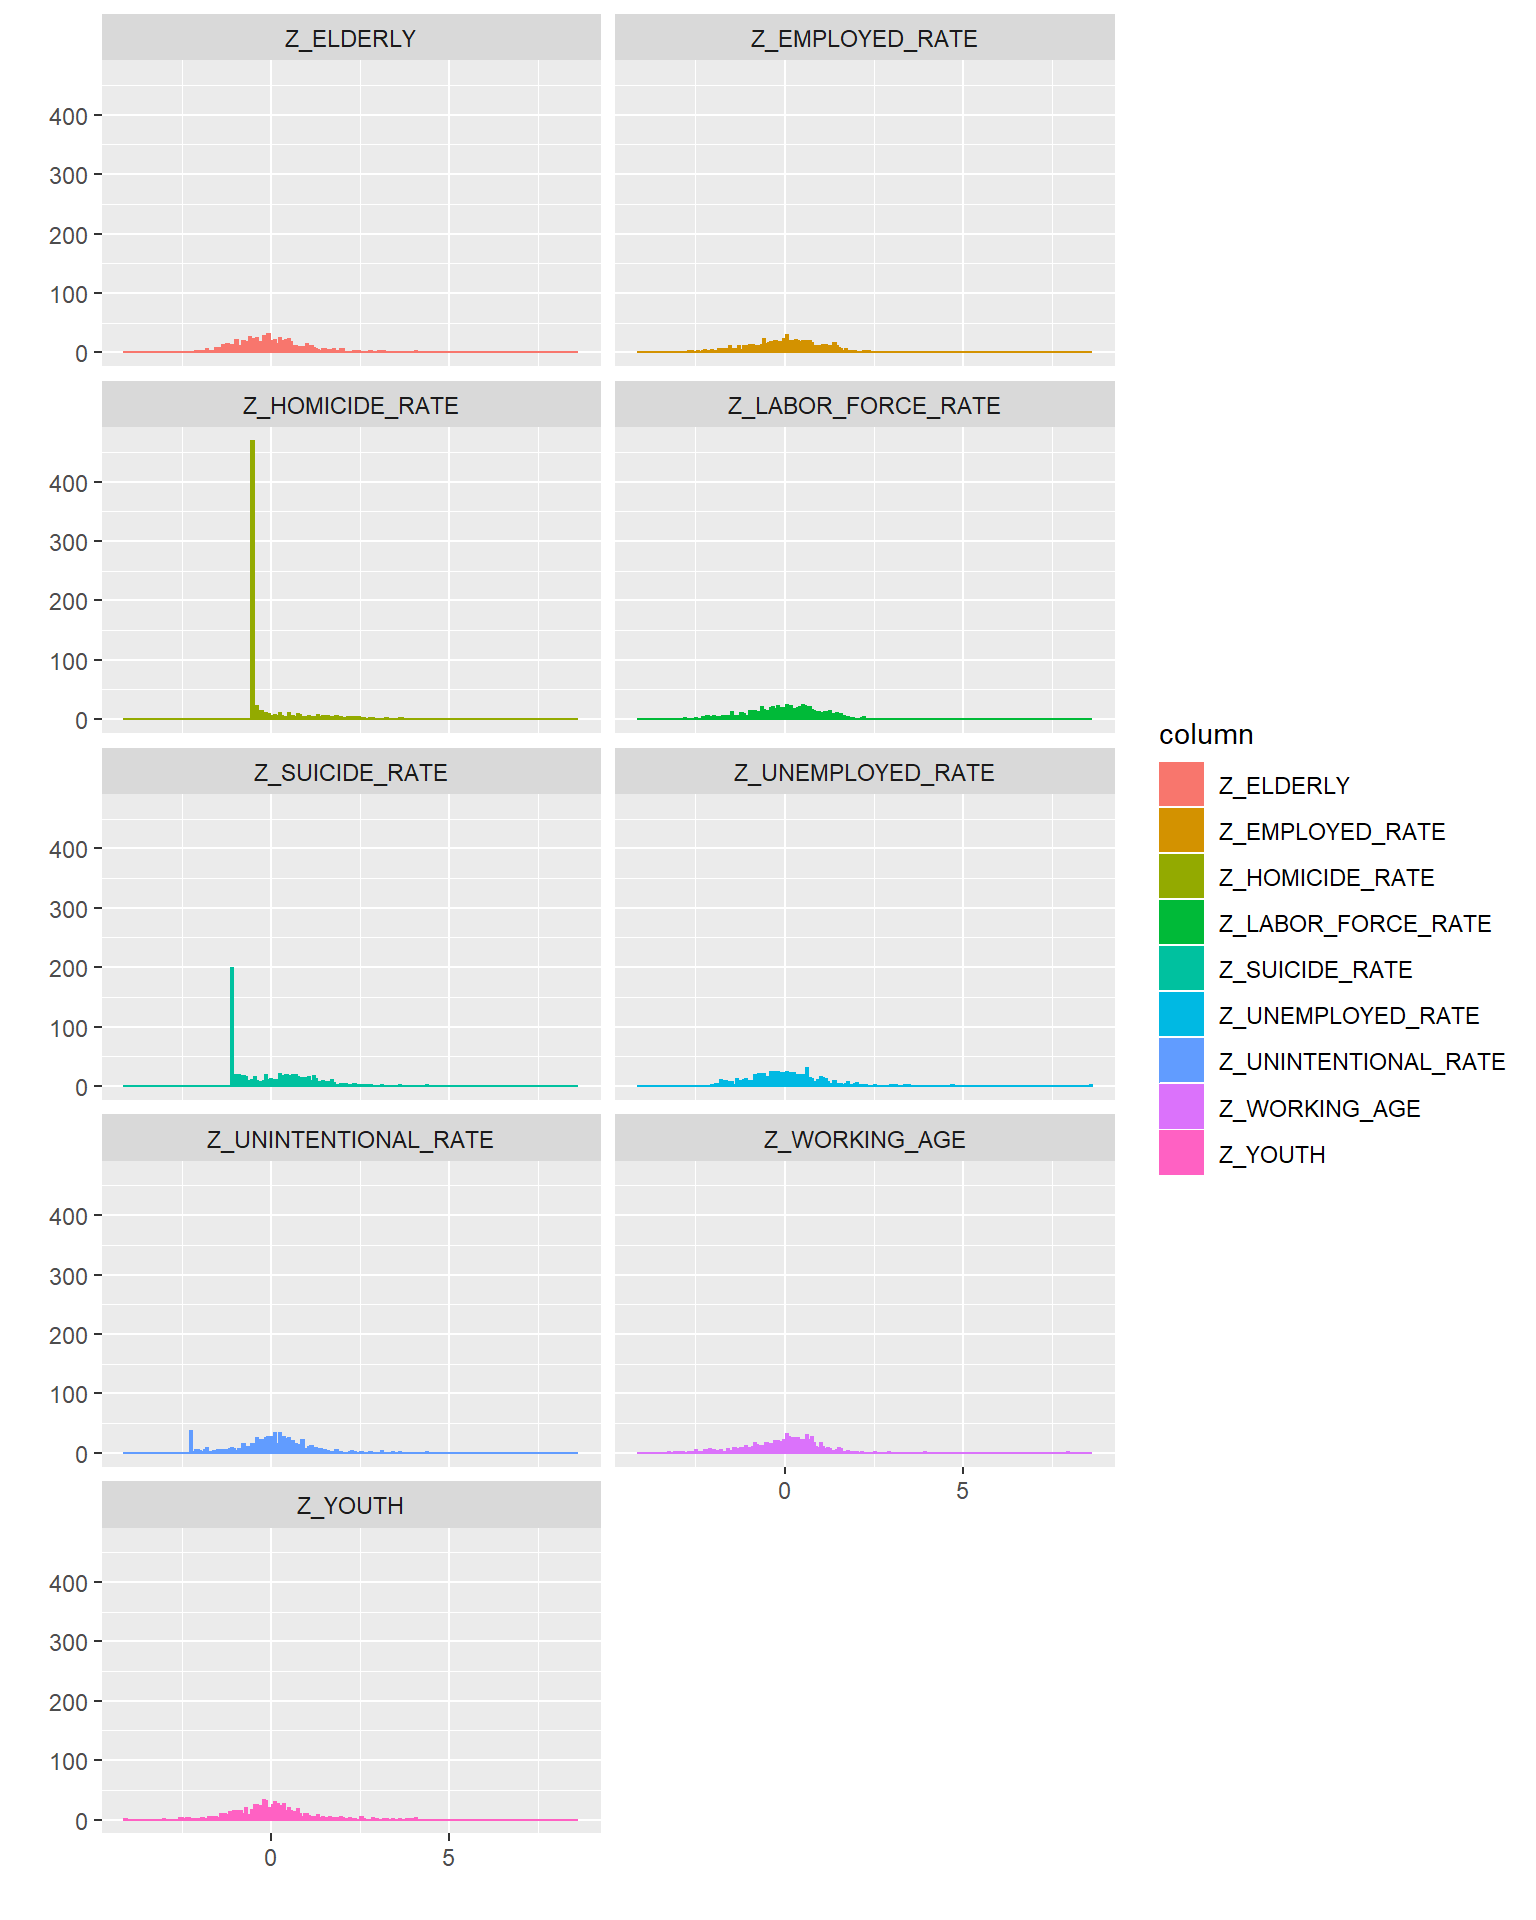 Z_ELDERLY
Z_EMPLOYED_RATE
400
300
200
100
0
Z_HOMICIDE_RATE
Z_LABOR_FORCE_RATE
400
300
200
100
0
Z_SUICIDE_RATE
Z_UNEMPLOYED_RATE
400
300
200
100
0
Z_UNINTENTIONAL_RATE
Z_WORKING_AGE
400
300
200
100
0
0 5
Z_YOUTH
400
300
200
100
0
0 5
column
Z_ELDERLY
Z_EMPLOYED_RATE
Z_HOMICIDE_RATE
Z_LABOR_FORCE_RATE
Z_SUICIDE_RATE
Z_UNEMPLOYED_RATE
Z_UNINTENTIONAL_RATE
Z_WORKING_AGE
Z_YOUTH